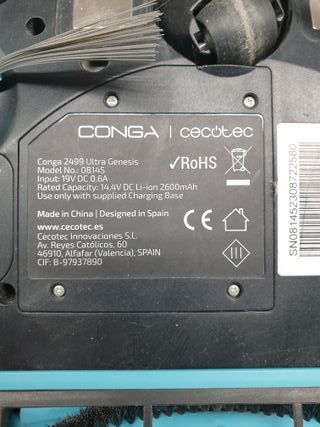 CONGA | cecotec
Conga 2499 Ultra Genesis
Model No.: 08145
Input: 19V DC 0.6A
Rated Capacity: 14.4V DC Li-ion 2600mAh
Use only with supplied Charging Base
✓RoHS
Made in China | Designed in Spain
www.cecotec.es
Cecotec Innovaciones S.L.
Av. Reyes Católicos, 60
46910, Alfafar (Valencia), SPAIN
CIF: B-97937890
CE
III
SN081452308722580